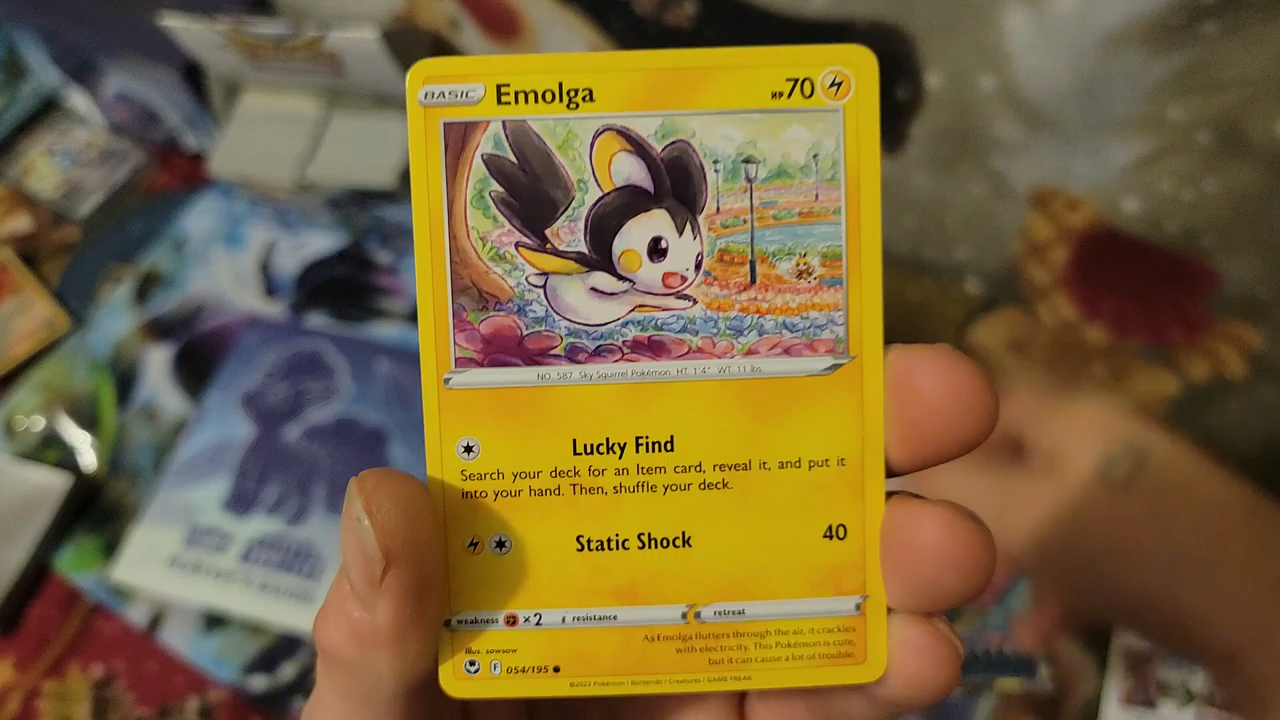 BASIC Emolga HP70
NO. 587 Sky Squirrel Pokémon HT. 1'4" WT. 11 lbs
Lucky Find
Search your deck for an Item card, reveal it, and put it
into your hand. Then, shuffle your deck.
Static Shock 40
weakness ×2 resistance retreat
As Emolga flutters through the air, it crackles
with electricity. This Pokémon is cute,
but it can cause a lot of trouble.
Illus. sowsow
F 054/195
©2022 Pokémon / Nintendo / Creatures / GAME FREAK